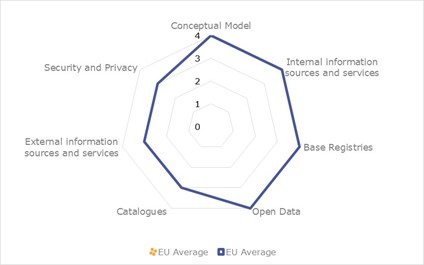 Conceptual Model
4
3
2
1
0
Internal information
sources and services
Base Registries
Open Data
Catalogues
External information
sources and services
Security and Privacy
EU Average EU Average